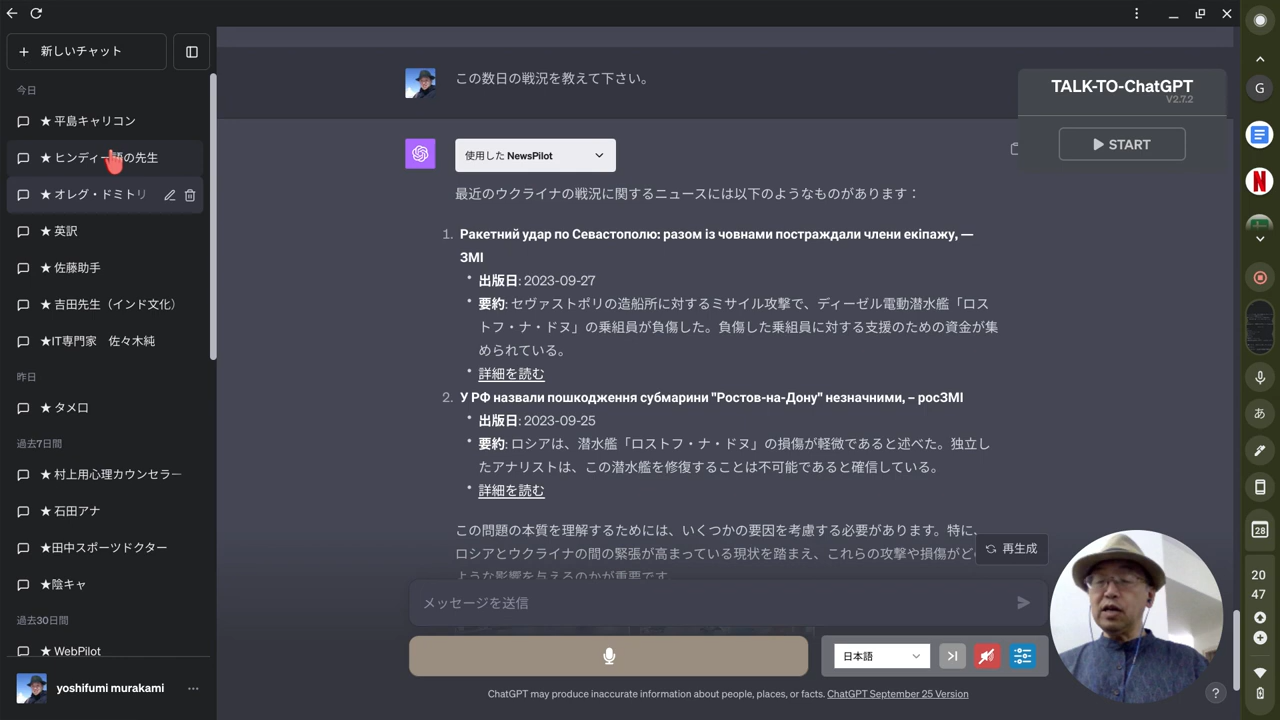 新しいチャット
今日
★ 平島キャリコン
★ ヒンディー語の先生
★ オレグ・ドミトリ
★ 英訳
★ 佐藤助手
★ 吉田先生（インド文化）
★IT専門家　佐々木純
昨日
★ タメロ
過去7日間
★ 村上用心理カウンセラー
★ 石田アナ
★田中スポーツドクター
★陰キャ
過去30日間
WebPilot
yoshifumi murakami
この数日の戦況を教えて下さい。
TALK-TO-ChatGPT
V2.7.2
START
使用した NewsPilot
最近のウクライナの戦況に関するニュースには以下のようなものがあります：
1. Ракетний удар по Севастополю: разом із човнами постраждали члени екіпажу, —
ЗМІ
出版日: 2023-09-27
要約: セヴァストポリの造船所に対するミサイル攻撃で、ディーゼル電動潜水艦「ロス
トフ・ナ・ドヌ」の乗組員が負傷した。負傷した乗組員に対する支援のための資金が集
められている。
詳細を読む
2. У РФ назвали пошкодження субмарини "Ростов-на-Дону" незначними, – росЗМІ
出版日: 2023-09-25
要約: ロシアは、潜水艦「ロストフ・ナ・ドヌ」の損傷が軽微であると述べた。独立し
たアナリストは、この潜水艦を修復することは不可能であると確信している。
詳細を読む
この問題の本質を理解するためには、いくつかの要因を考慮する必要があります。特に、
ロシアとウクライナの間の緊張が高まっている現状を踏まえ、これらの攻撃や損傷がど
ような影響を与えるのかが重要です。
再生成
メッセージを送信
日本語
ChatGPT may produce inaccurate information about people, places, or facts. ChatGPT September 25 Version
?
G
N
あ
28
20
47